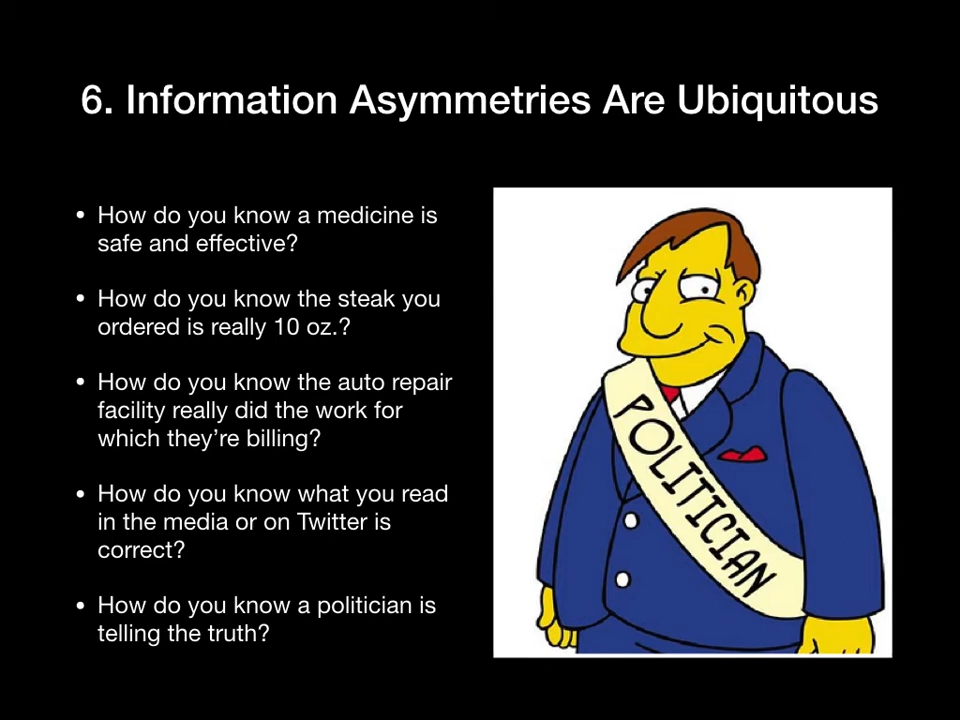 6. Information Asymmetries Are Ubiquitous
• How do you know a medicine is
safe and effective?
• How do you know the steak you
ordered is really 10 oz.?
• How do you know the auto repair
facility really did the work for
which they’re billing?
• How do you know what you read
in the media or on Twitter is
correct?
• How do you know a politician is
telling the truth?
POLITICIAN